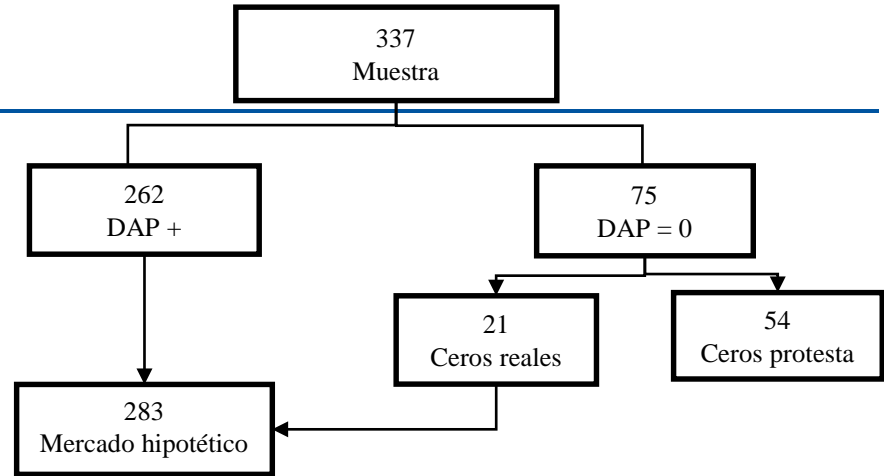 337
Muestra
262
DAP +
75
DAP = 0
21
Ceros reales
54
Ceros protesta
283
Mercado hipotético